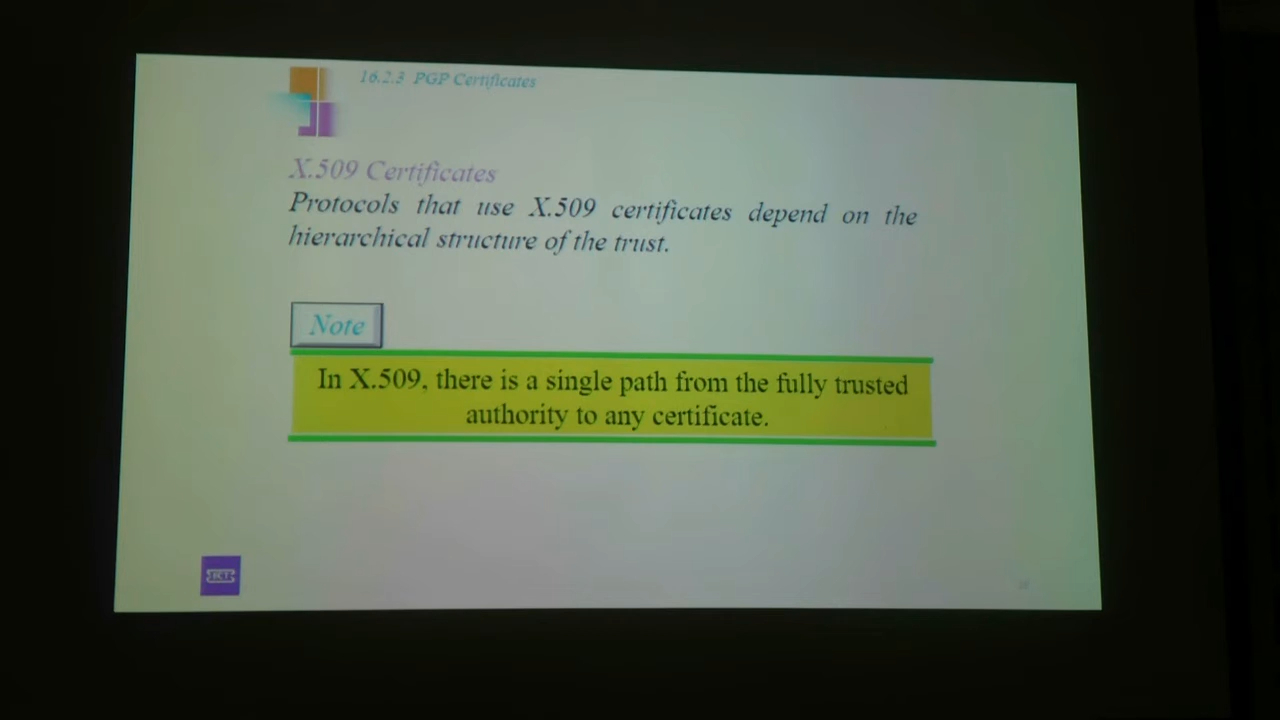 16.2.3 PGP Certificates
X.509 Certificates
Protocols that use X.509 certificates depend on the
hierarchical structure of the trust.
Note
In X.509, there is a single path from the fully trusted
authority to any certificate.